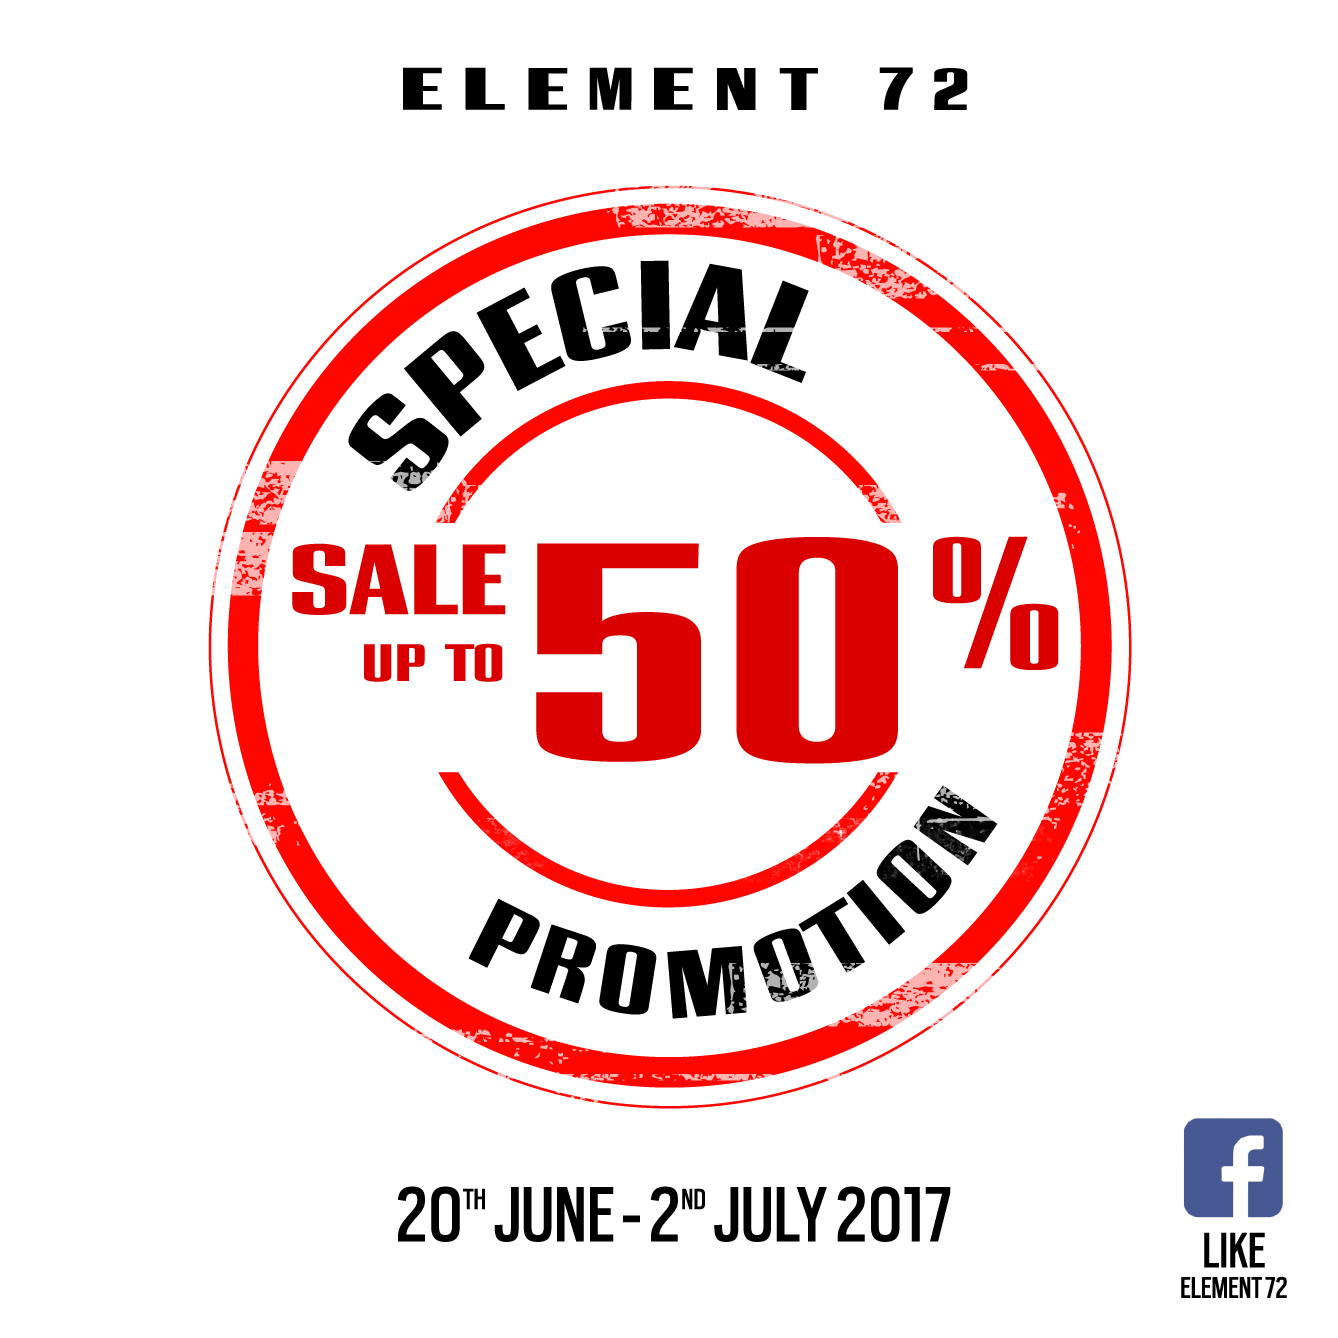 ELEMENT 72
SPECIAL
SALE
UP TO
50%
PROMOTION
20TH JUNE - 2ND JULY 2017
f
LIKE
ELEMENT 72